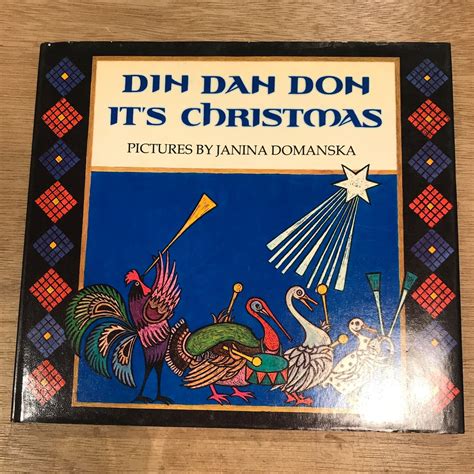 DIN DAN DON
IT'S CHRISTMAS
PICTURES BY JANINA DOMANSKA